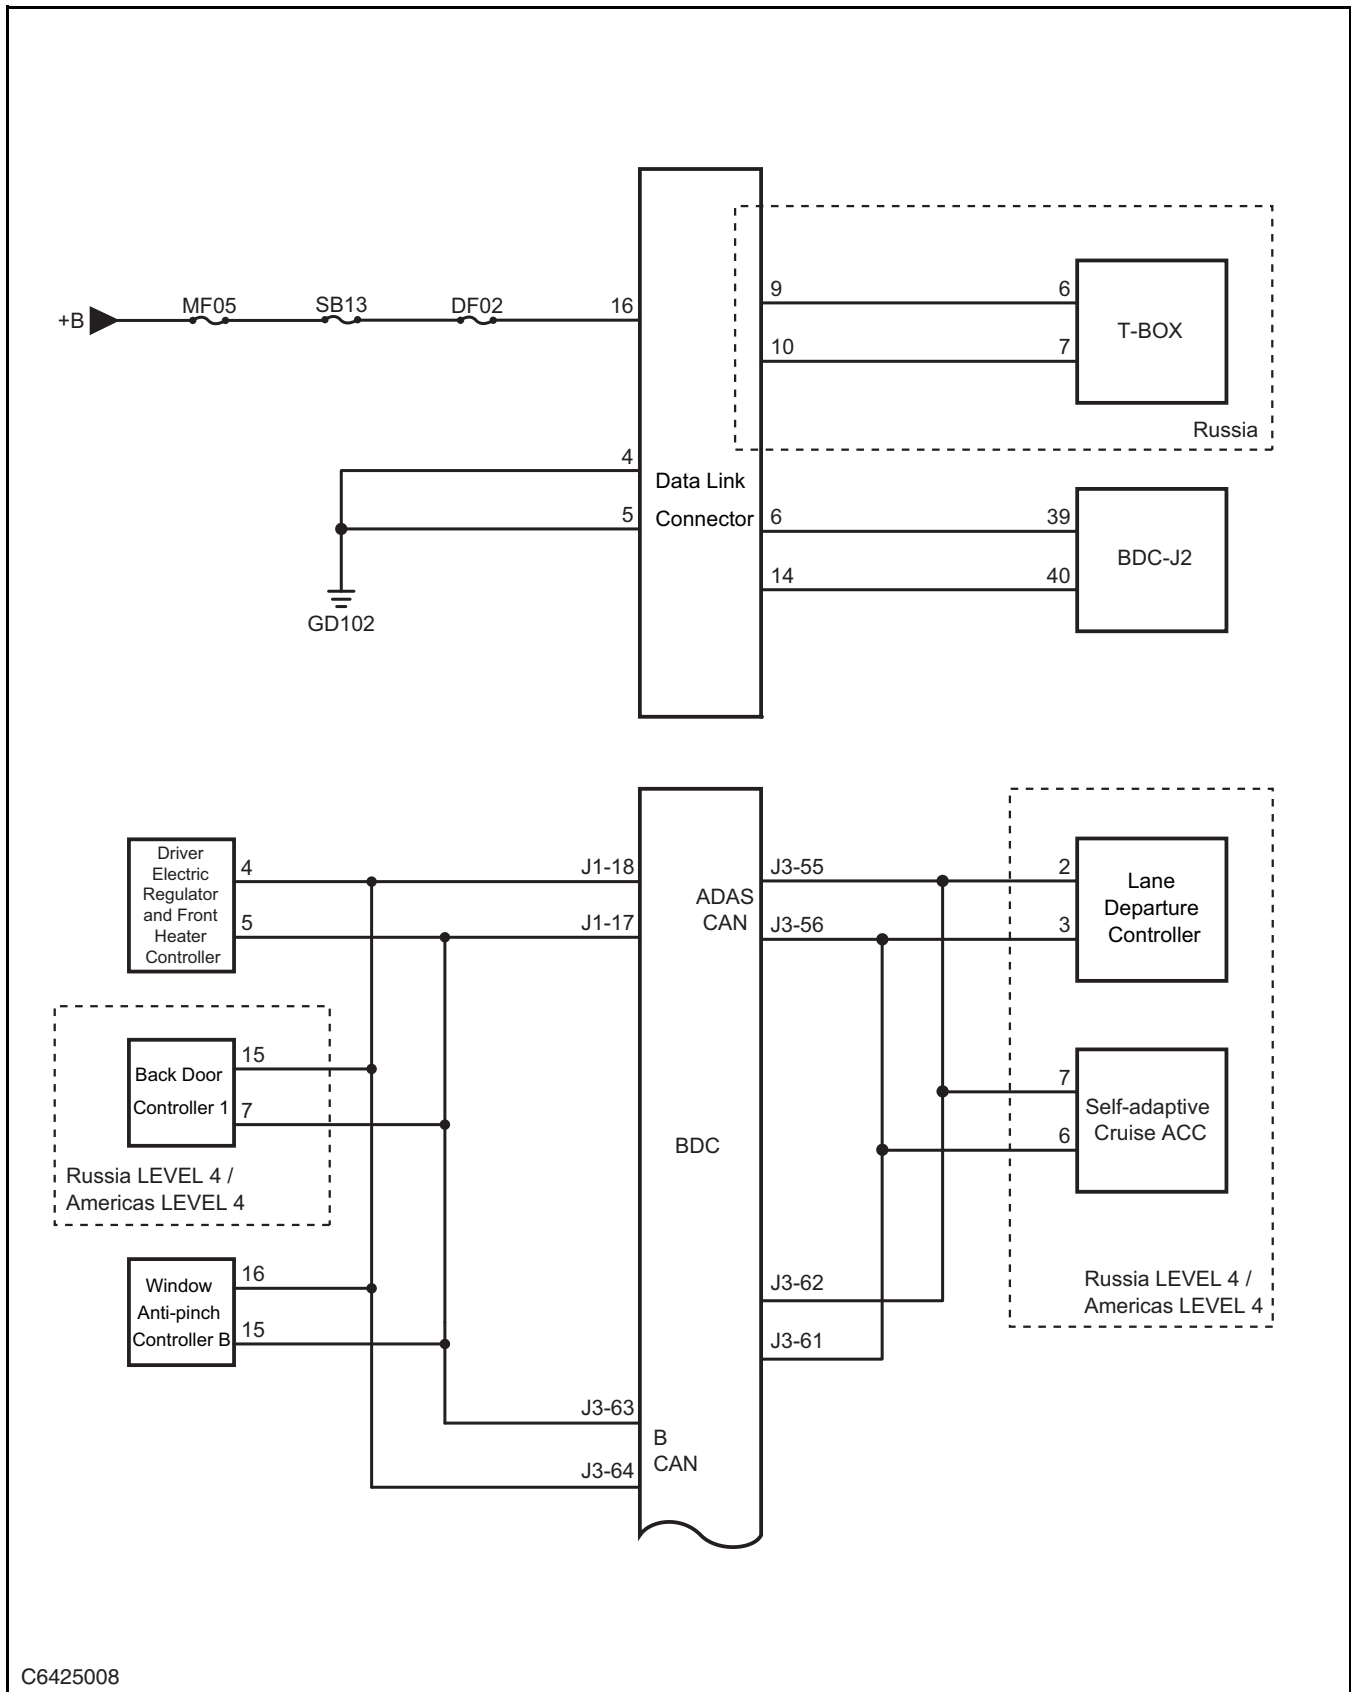 +B
MF05
SB13
DF02
16
4
5
GD102
Data Link
Connector
9
10
6
7
T-BOX
Russia
6
14
39
40
BDC-J2
Driver
Electric
Regulator
and Front
Heater
Controller
4
5
J1-18
J1-17
Back Door
Controller 1
15
7
Russia LEVEL 4 /
Americas LEVEL 4
Window
Anti-pinch
Controller B
16
15
J3-63
J3-64
ADAS
CAN
BDC
B
CAN
J3-55
J3-56
J3-62
J3-61
2
3
Lane
Departure
Controller
7
6
Self-adaptive
Cruise ACC
Russia LEVEL 4 /
Americas LEVEL 4
C6425008